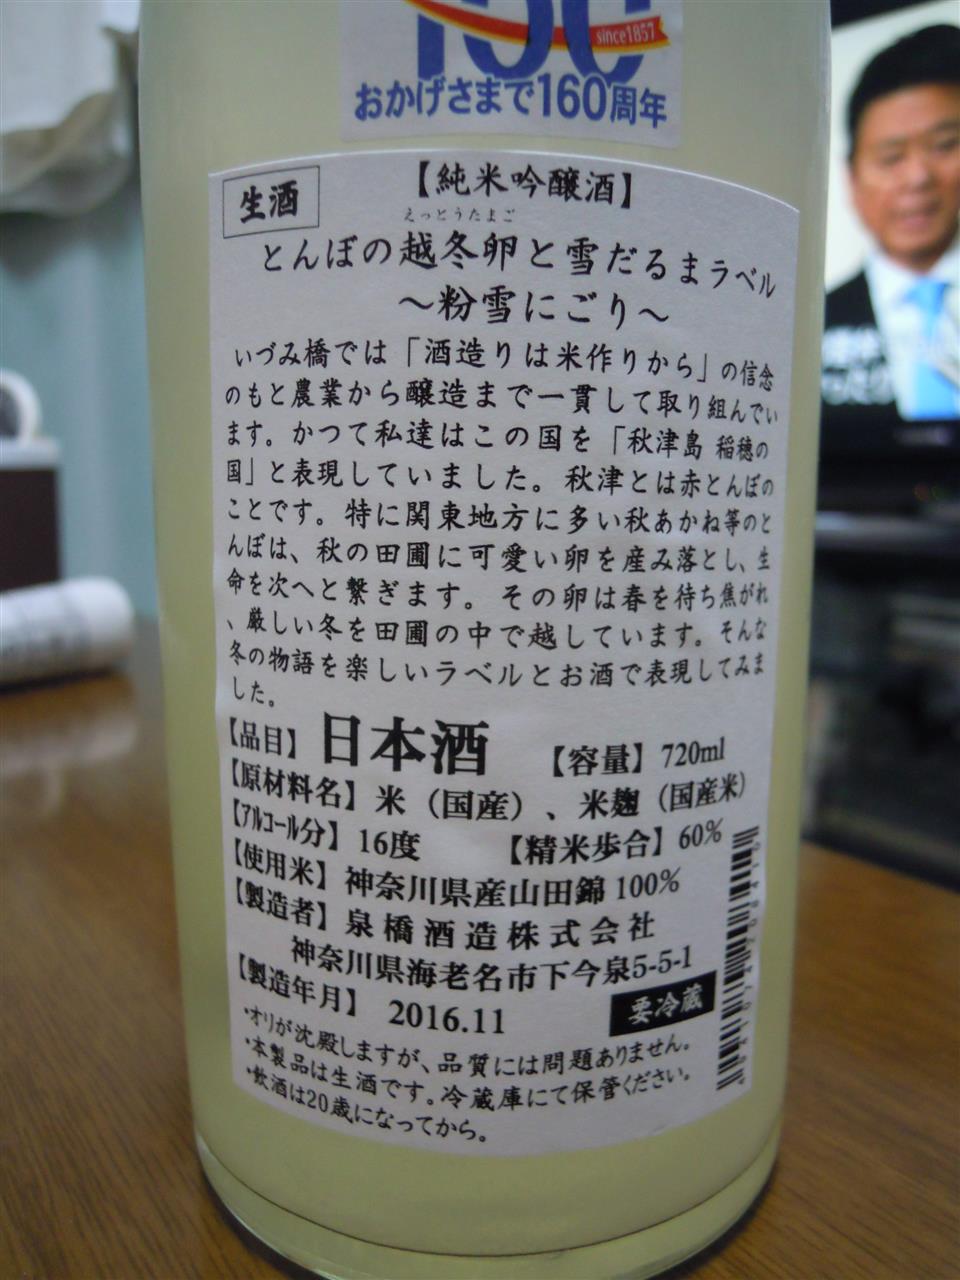 since1857
おかげさまで160周年
生酒
【純米吟醸酒】
えっとうたまご
とんぼの越冬卵と雪だるまラベル
～粉雪にごり～
いづみ橋では「酒造りは米作りから」の信念
のもと農業から醸造まで一貫して取り組んでい
ます。かつて私達はこの国を「秋津島 稲穂の
国」と表現していました。秋津とは赤とんぼの
ことです。特に関東地方に多い秋あかね等のと
んぼは、秋の田圃に可愛い卵を産み落とし、生
命を次へと繋ぎます。その卵は春を待ち焦がれ
、厳しい冬を田圃の中で越しています。そんな
冬の物語を楽しいラベルとお酒で表現してみま
した。
【品目】日本酒 【容量】720ml
【原材料名】米（国産）、米麹（国産米）
【アルコール分】16度 【精米歩合】60%
【使用米】神奈川県産山田錦100%
【製造者】泉橋酒造株式会社
神奈川県海老名市下今泉5-5-1
【製造年月】2016.11 要冷蔵
・オリが沈殿しますが、品質には問題ありません。
・本製品は生酒です。冷蔵庫にて保管ください。
・飲酒は20歳になってから。